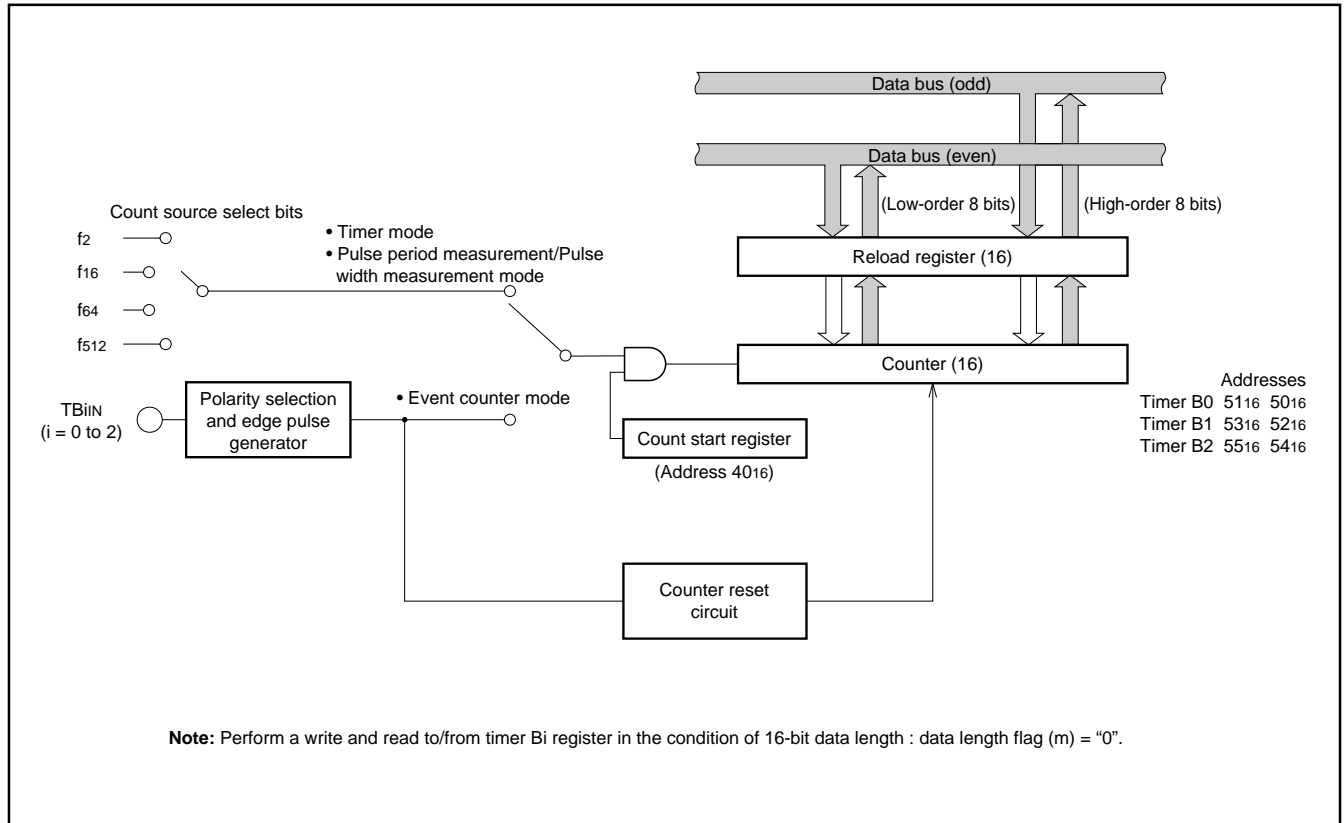 Data bus (odd)
Data bus (even)
(Low-order 8 bits)
(High-order 8 bits)
Count source select bits
f2
f16
f64
f512
• Timer mode
• Pulse period measurement/Pulse
width measurement mode
Reload register (16)
Counter (16)
TBiIN
(i = 0 to 2)
Polarity selection
and edge pulse
generator
• Event counter mode
Count start register
(Address 4016)
Addresses
Timer B0 5116 5016
Timer B1 5316 5216
Timer B2 5516 5416
Counter reset
circuit
Note: Perform a write and read to/from timer Bi register in the condition of 16-bit data length : data length flag (m) = “0”.